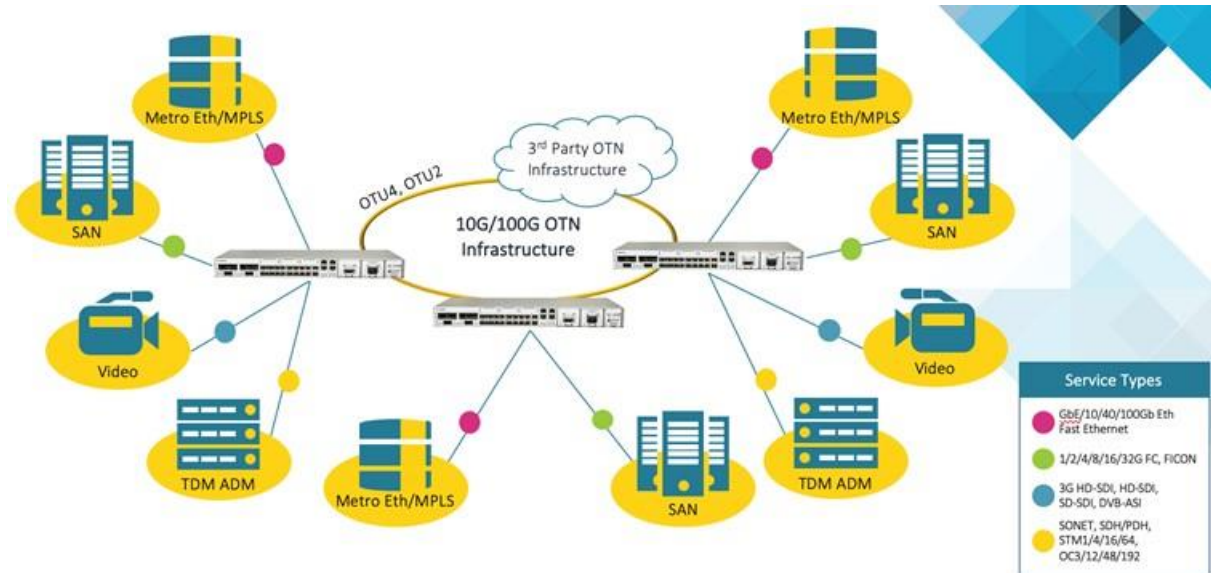 Metro Eth/MPLS
Metro Eth/MPLS
3rd Party OTN
Infrastructure
SAN
SAN
OTU4, OTU2
10G/100G OTN
Infrastructure
Video
Video
TDM ADM
Metro Eth/MPLS
SAN
TDM ADM
Service Types
GbE/10/40/100Gb Eth
Fast Ethernet
1/2/4/8/16/32G FC, FICON
3G HD-SDI, HD-SDI,
SD-SDI, DVB-ASI
SONET, SDH/PDH,
STM1/4/16/64,
OC3/12/48/192